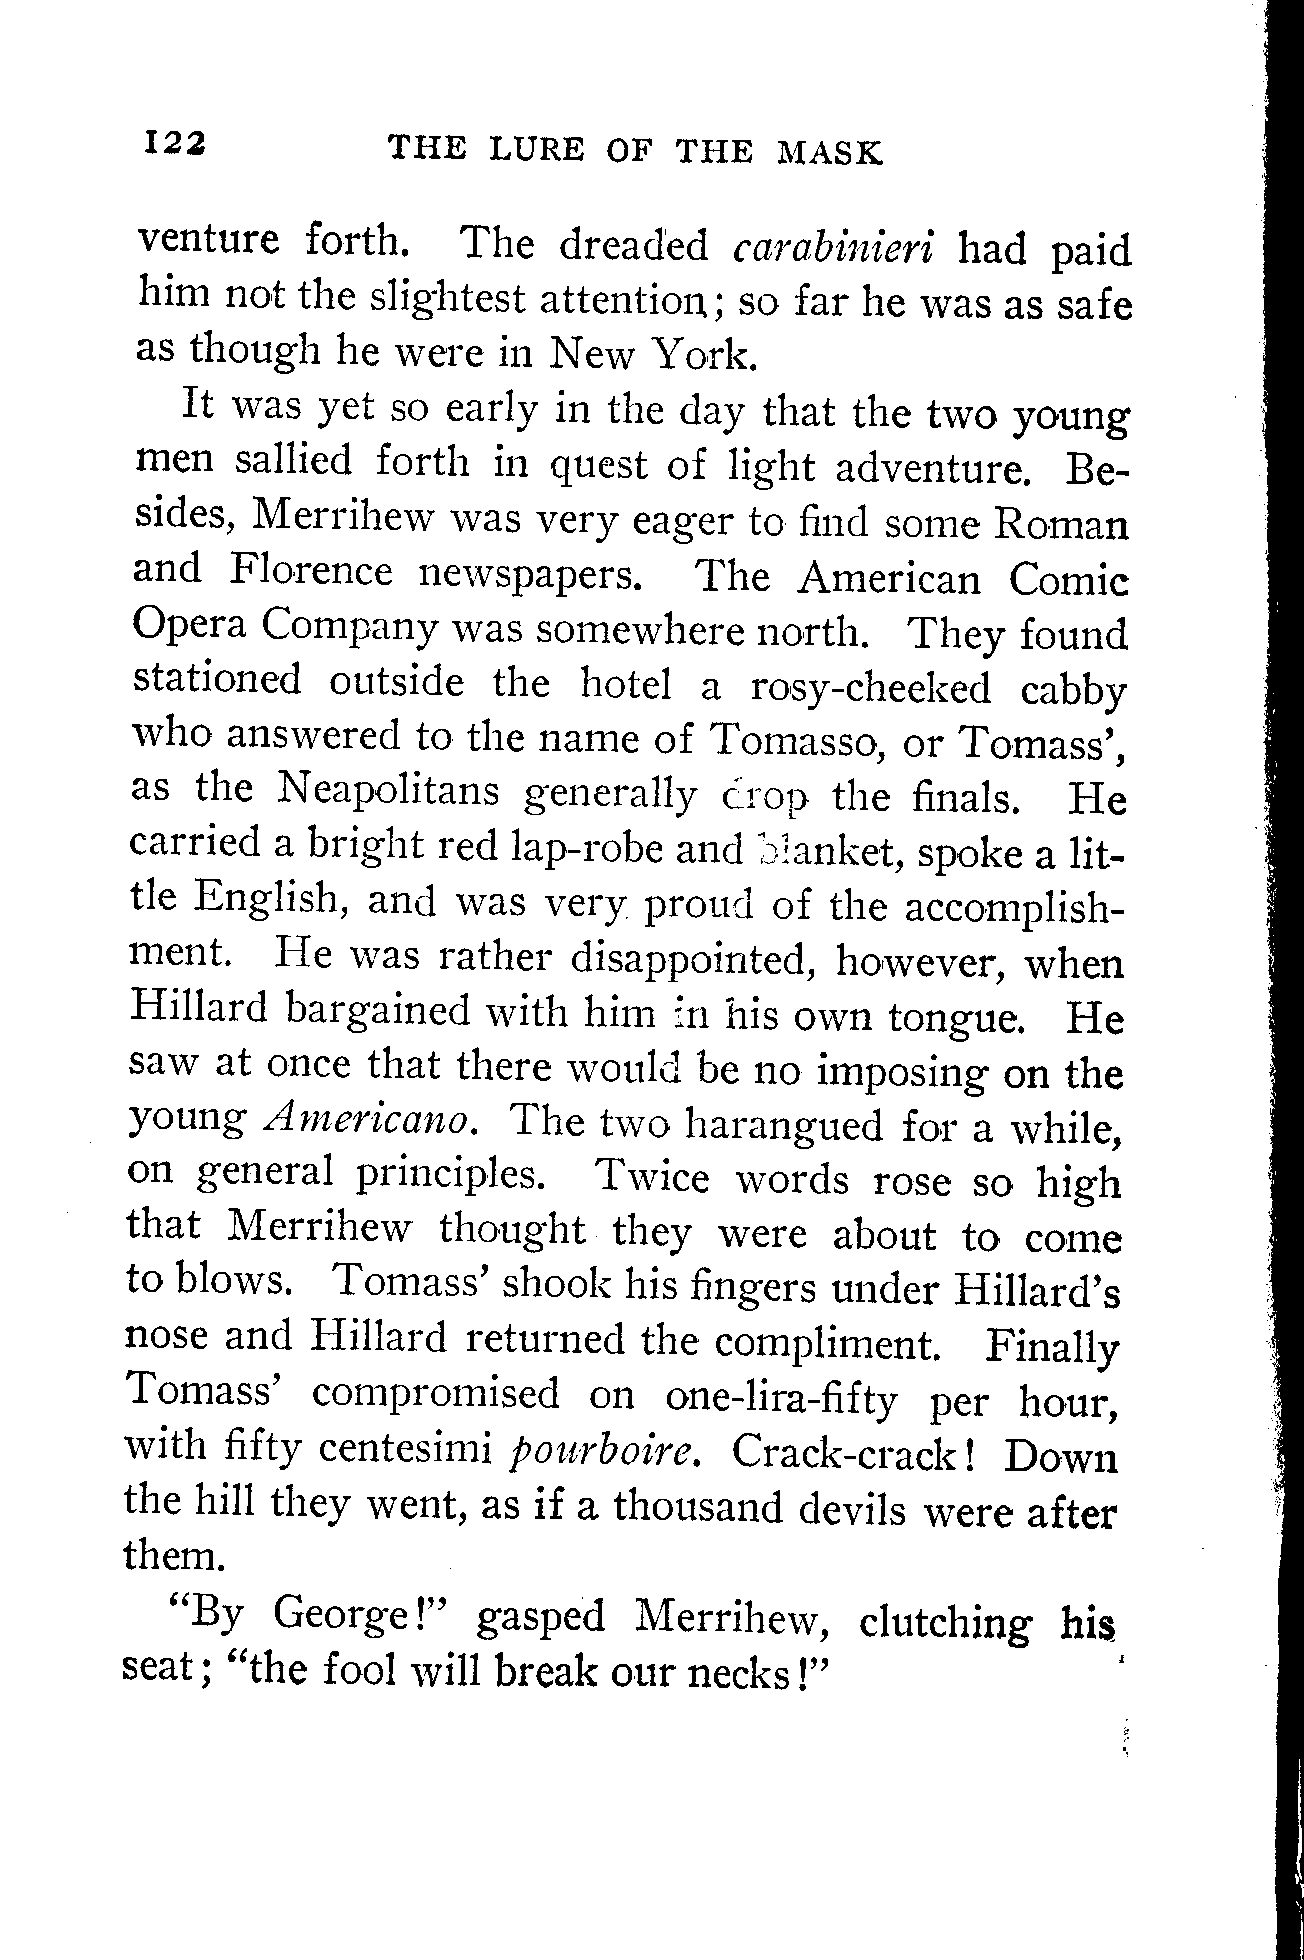 122 THE LURE OF THE MASK
venture forth. The dreaded carabinieri had paid
him not the slightest attention; so far he was as safe
as though he were in New York.
It was yet so early in the day that the two young
men sallied forth in quest of light adventure. Be-
sides, Merrihew was very eager to find some Roman
and Florence newspapers. The American Comic
Opera Company was somewhere north. They found
stationed outside the hotel a rosy-cheeked cabby
who answered to the name of Tomasso, or Tomass',
as the Neapolitans generally drop the finals. He
carried a bright red lap-robe and blanket, spoke a lit-
tle English, and was very proud of the accomplish-
ment. He was rather disappointed, however, when
Hillard bargained with him in his own tongue. He
saw at once that there would be no imposing on the
young Americano. The two harangued for a while,
on general principles. Twice words rose so high
that Merrihew thought they were about to come
to blows. Tomass' shook his fingers under Hillard's
nose and Hillard returned the compliment. Finally
Tomass' compromised on one-lira-fifty per hour,
with fifty centesimi pourboire. Crack-crack! Down
the hill they went, as if a thousand devils were after
them.
"By George!" gasped Merrihew, clutching his
seat; "the fool will break our necks!"